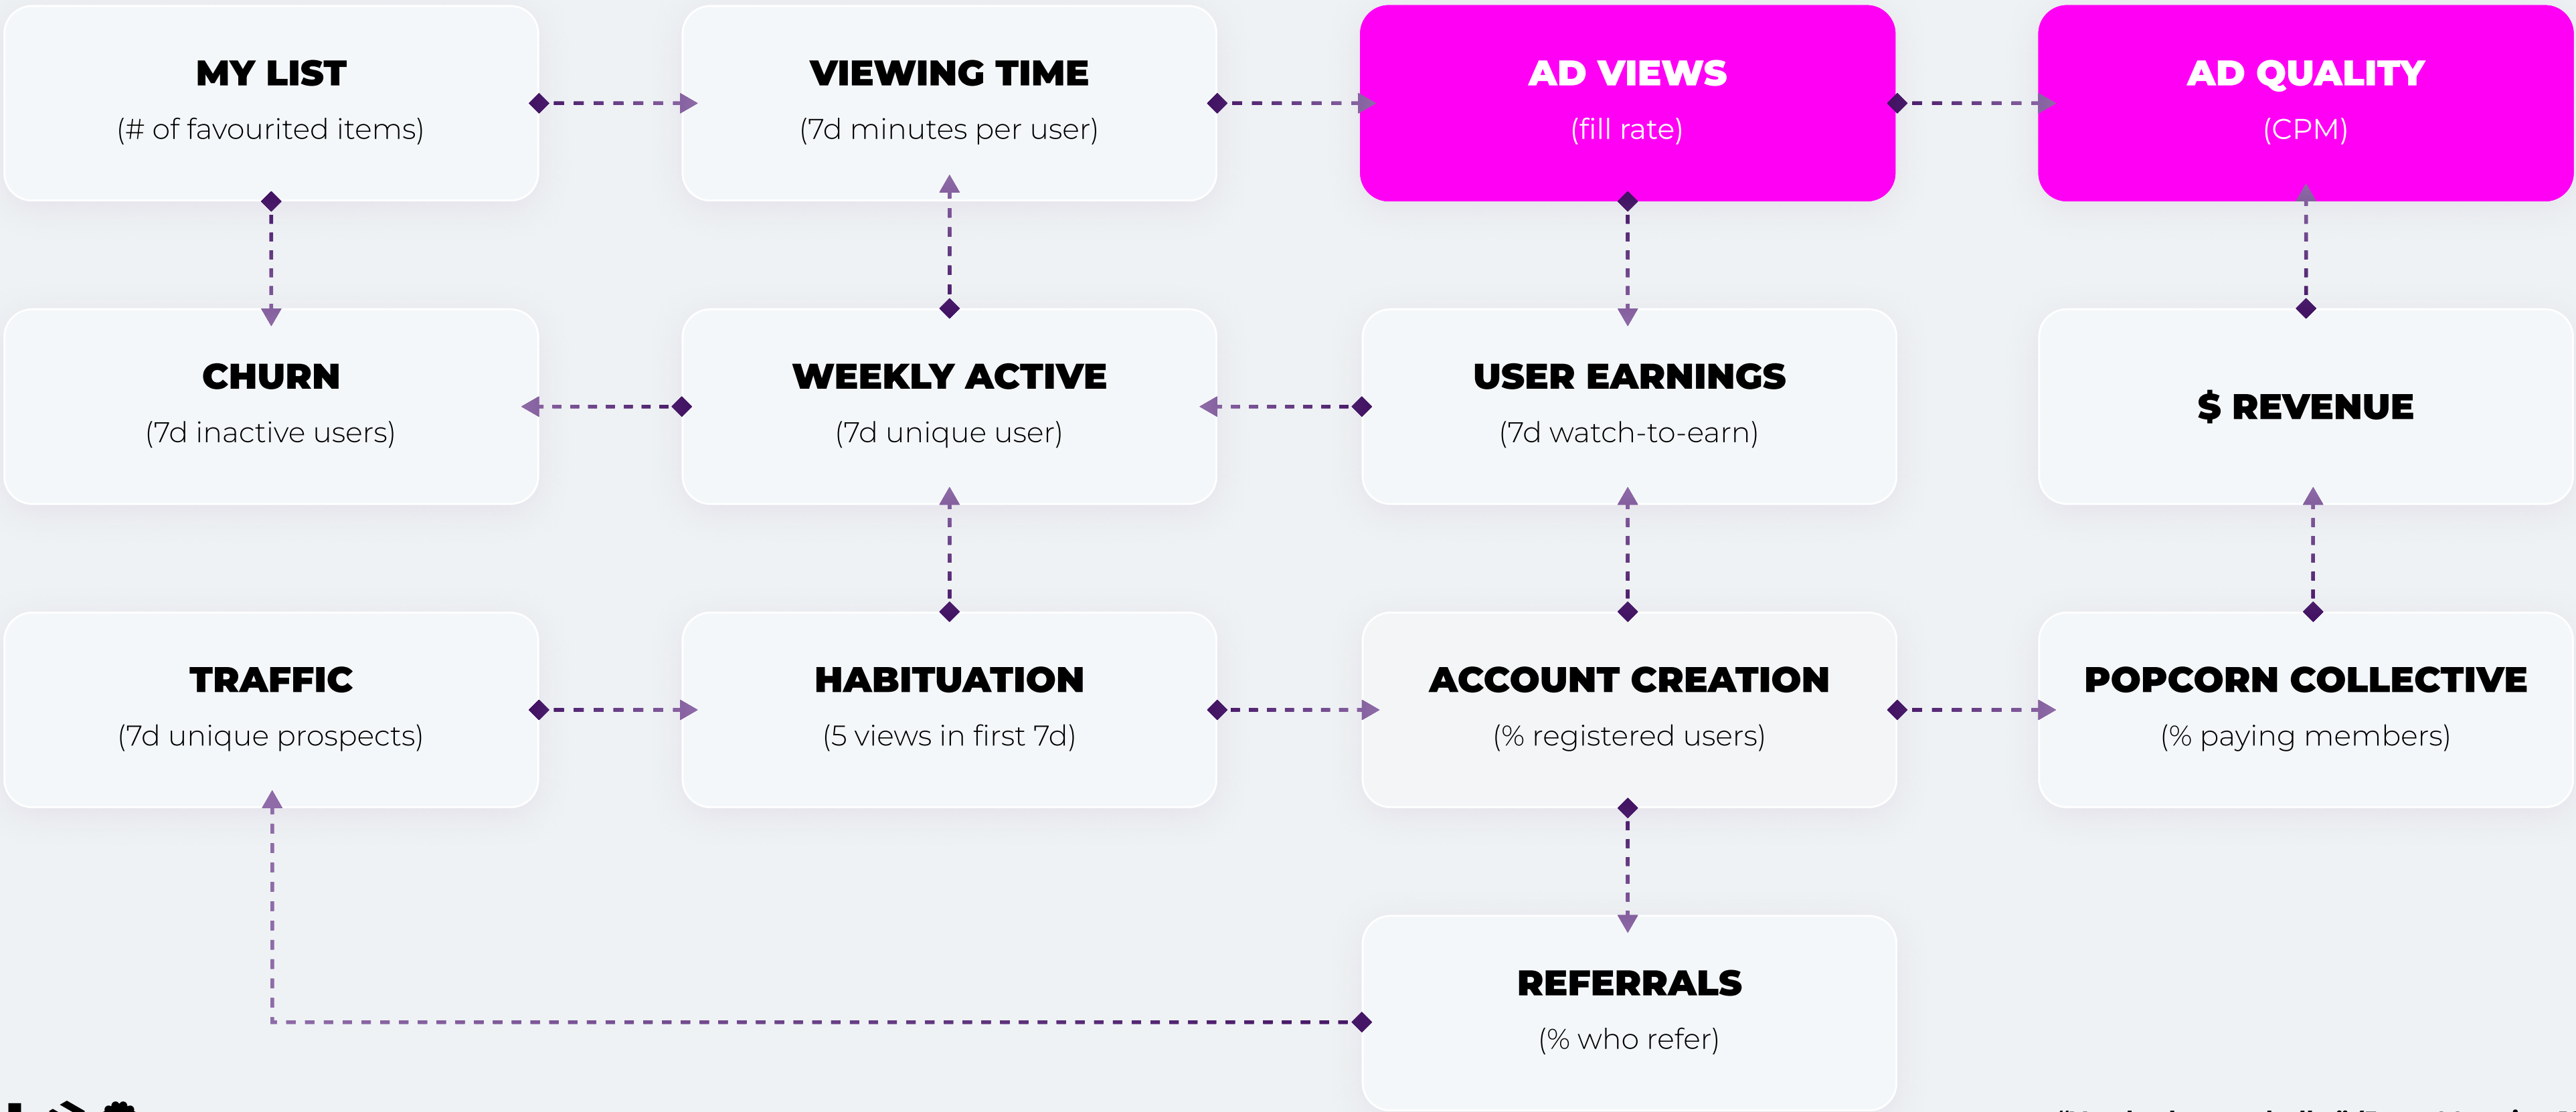 MY LIST
(# of favourited items)
VIEWING TIME
(7d minutes per user)
AD VIEWS
(fill rate)
AD QUALITY
(CPM)
CHURN
(7d inactive users)
WEEKLY ACTIVE
(7d unique user)
USER EARNINGS
(7d watch-to-earn)
$ REVENUE
TRAFFIC
(7d unique prospects)
HABITUATION
(5 views in first 7d)
ACCOUNT CREATION
(% registered users)
POPCORN COLLECTIVE
(% paying members)
REFERRALS
(% who refer)